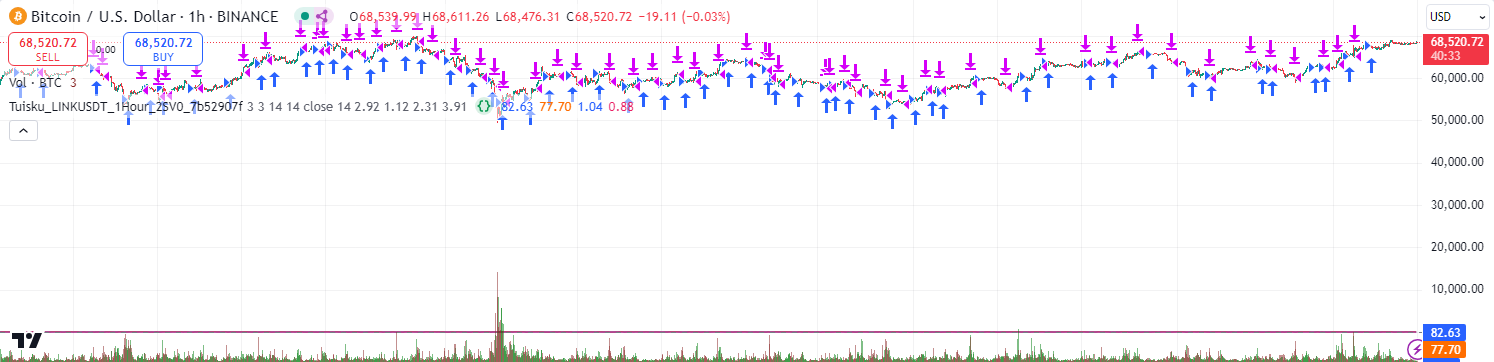 Bitcoin / U.S. Dollar · 1h · BINANCE O68,539.99 H68,611.26 L68,476.31 C68,520.72 −19.11 (−0.03%)
USD
68,520.72 SELL
0.00
68,520.72 BUY
68,520.72
40:33
Vol · BTC 3
60,000.00
Tuisku_LINKUSDT_1Hour_2SV0_7b52907f 3 3 14 14 close 14 2.92 1.12 2.31 3.91 82.63 77.70 1.04 0.88
50,000.00
40,000.00
30,000.00
20,000.00
10,000.00
82.63
77.70